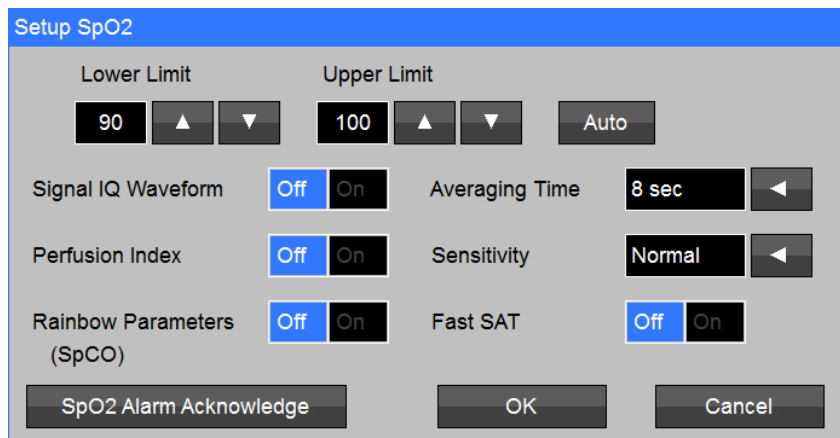 Setup SpO2
Lower Limit Upper Limit
90 100 Auto
Signal IQ Waveform Off On Averaging Time 8 sec
Perfusion Index Off On Sensitivity Normal
Rainbow Parameters Off On Fast SAT Off On
(SpCO)
SpO2 Alarm Acknowledge OK Cancel